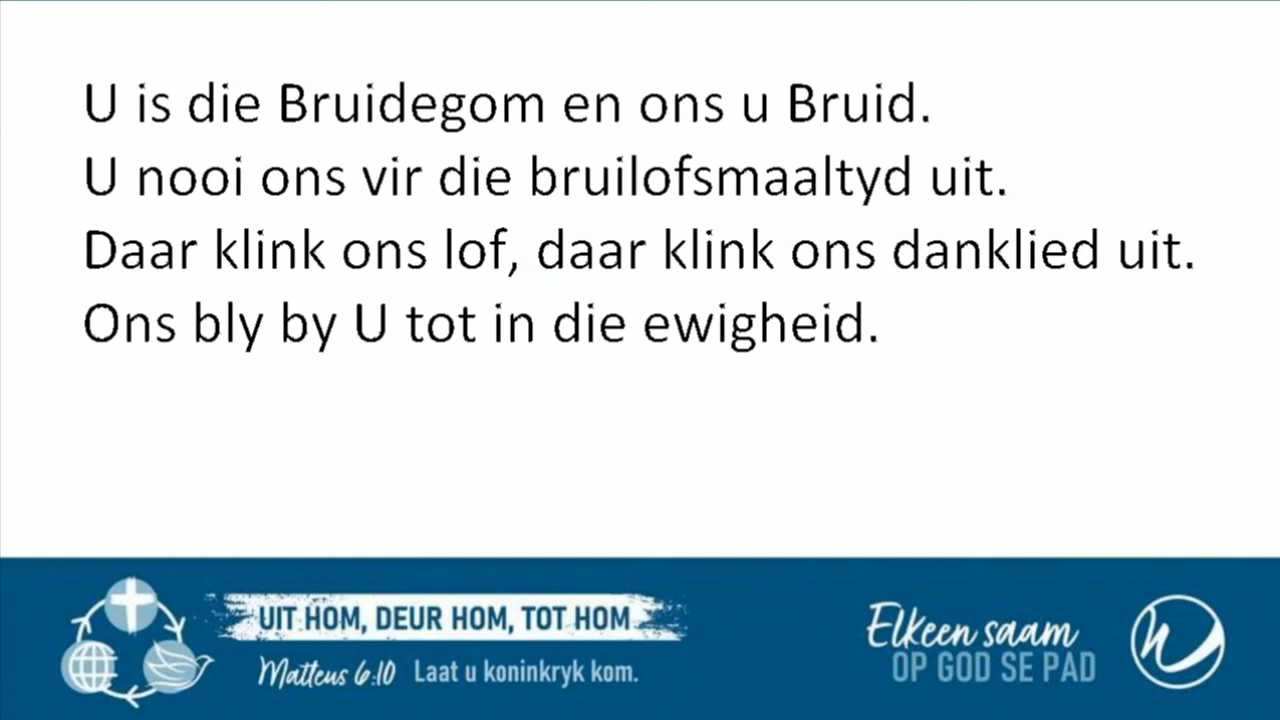 U is die Bruidegom en ons u Bruid.
U nooi ons vir die bruilofsmaaltyd uit.
Daar klink ons lof, daar klink ons danklied uit.
Ons bly by U tot in die ewigheid.
UIT HOM, DEUR HOM, TOT HOM
Matteus 6:10 Laat u koninkryk kom.
Elkeen saam
OP GOD SE PAD